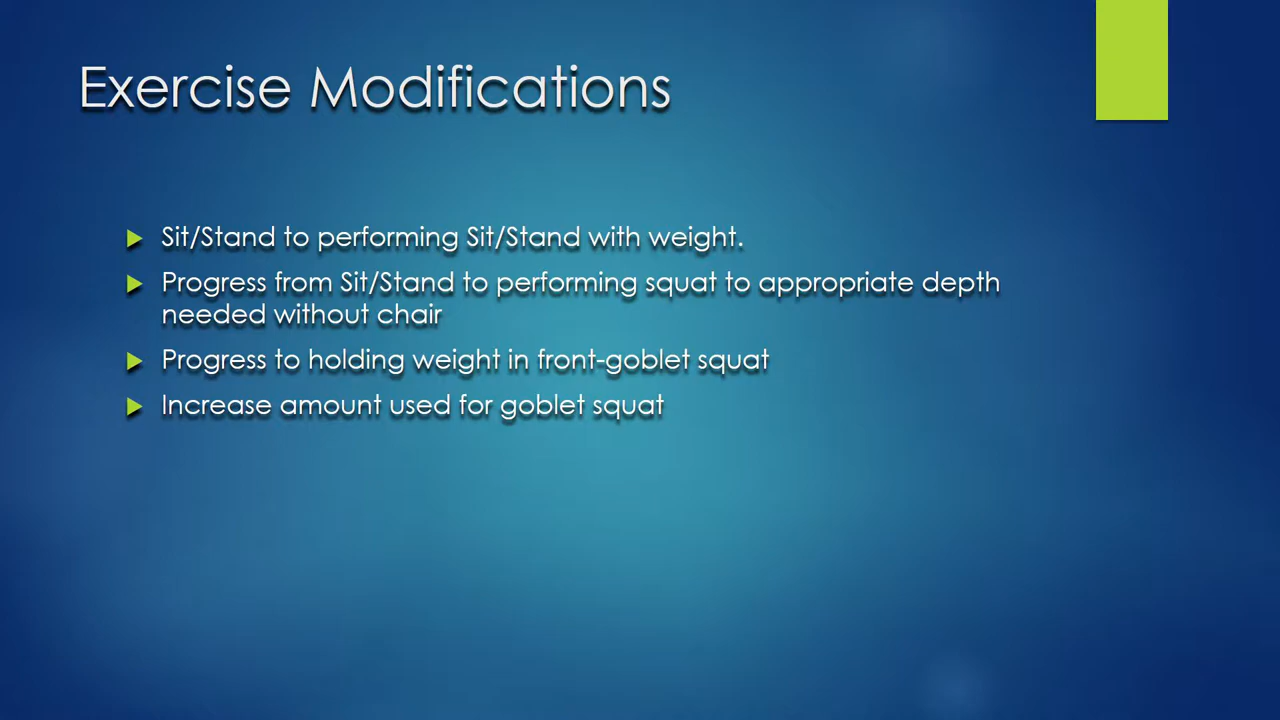 Exercise Modifications
Sit/Stand to performing Sit/Stand with weight.
Progress from Sit/Stand to performing squat to appropriate depth
needed without chair
Progress to holding weight in front-goblet squat
Increase amount used for goblet squat